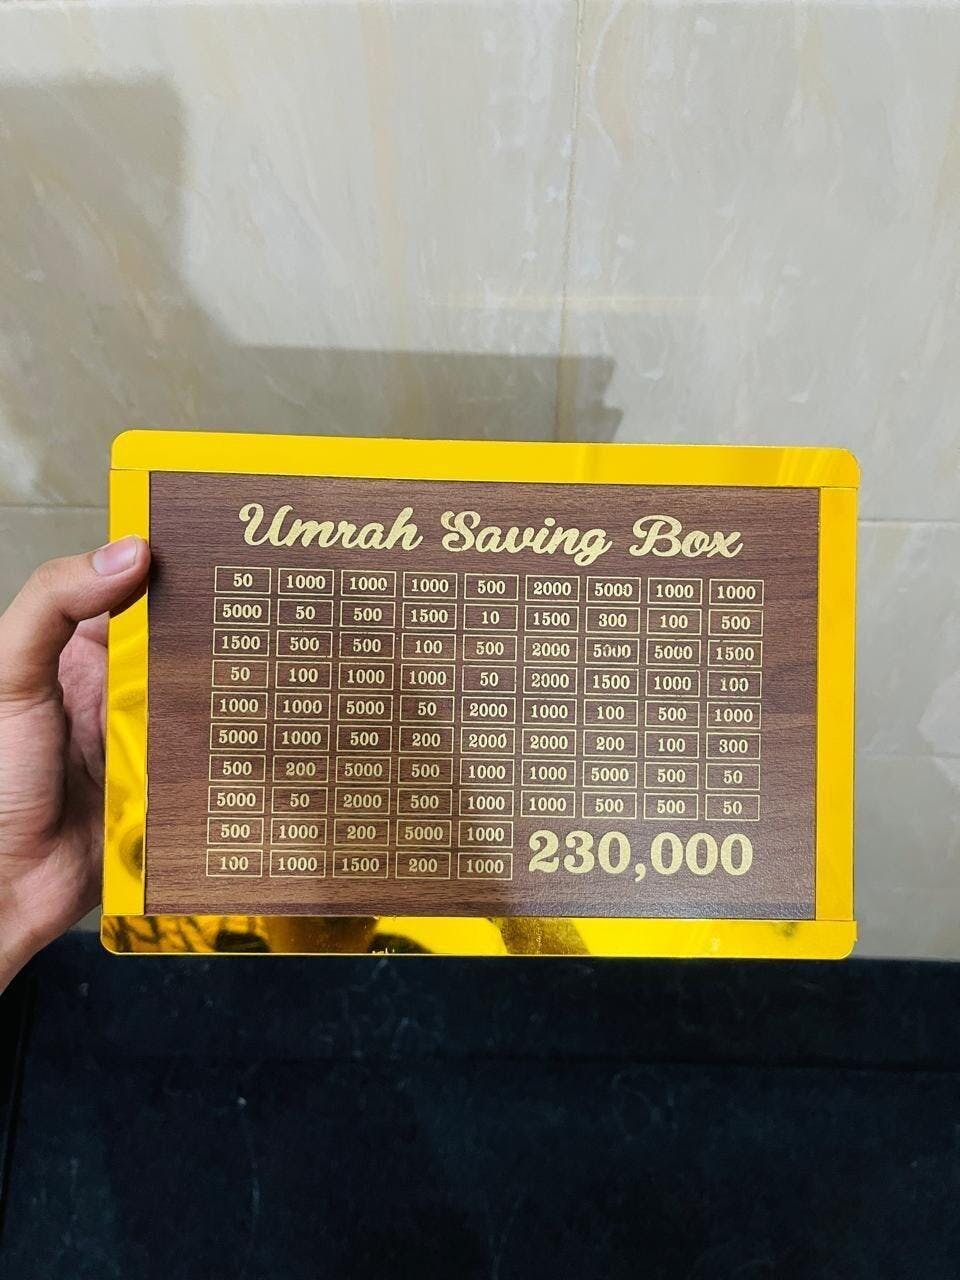 Umrah Saving Box
50 1000 1000 1000 500 2000 5000 1000 1000
5000 50 500 1500 10 1500 300 100 500
1500 500 500 100 500 2000 5000 5000 1500
50 100 1000 1000 50 2000 1500 1000 100
1000 1000 5000 50 2000 1000 100 500 1000
5000 1000 500 200 2000 2000 200 100 300
500 200 5000 500 1000 1000 5000 500 50
5000 50 2000 500 1000 1000 500 500 50
500 1000 200 5000 1000
100 1000 1500 200 1000
230,000